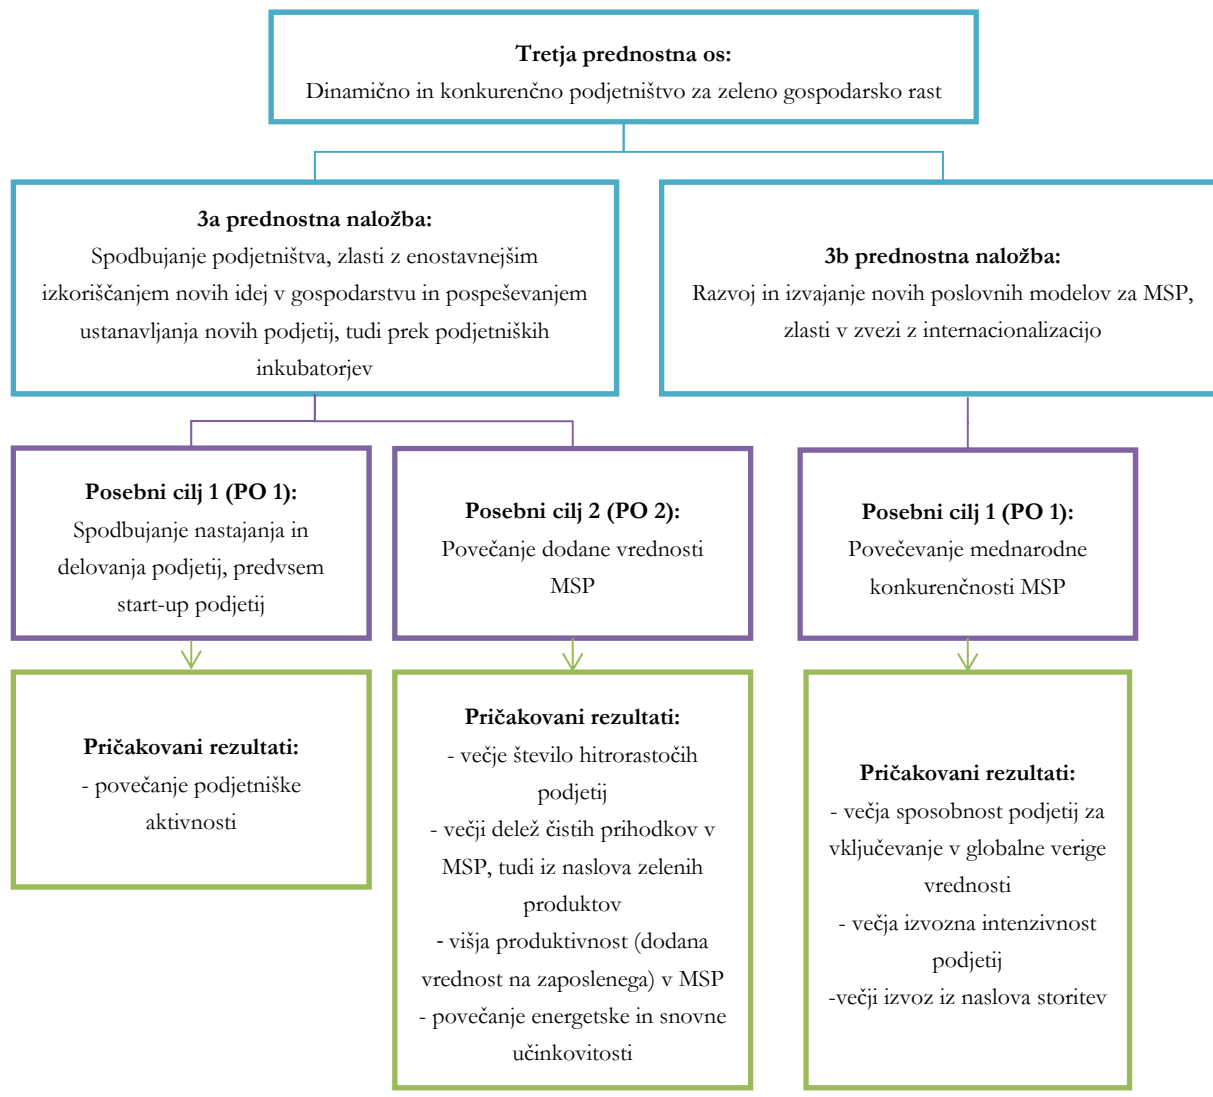 Tretja prednostna os:
Dinamično in konkurenčno podjetništvo za zeleno gospodarsko rast
3a prednostna naložba:
Spodbujanje podjetništva, zlasti z enostavnejšim
izkoriščanjem novih idej v gospodarstvu in pospeševanjem
ustanavljanja novih podjetij, tudi prek podjetniških
inkubatorjev
3b prednostna naložba:
Razvoj in izvajanje novih poslovnih modelov za MSP,
zlasti v zvezi z internacionalizacijo
Posebni cilj 1 (PO 1):
Spodbujanje nastajanja in
delovanja podjetij, predvsem
start-up podjetij
Posebni cilj 2 (PO 2):
Povečanje dodane vrednosti
MSP
Posebni cilj 1 (PO 1):
Povečevanje mednarodne
konkurenčnosti MSP
Pričakovani rezultati:
- povečanje podjetniške
aktivnosti
Pričakovani rezultati:
- večje število hitrorastočih
podjetij
- večji delež čistih prihodkov v
MSP, tudi iz naslova zelenih
produktov
- višja produktivnost (dodana
vrednost na zaposlenega) v MSP
- povečanje energetske in snovne
učinkovitosti
Pričakovani rezultati:
- večja sposobnost podjetij za
vključevanje v globalne verige
vrednosti
- večja izvozna intenzivnost
podjetij
-večji izvoz iz naslova storitev